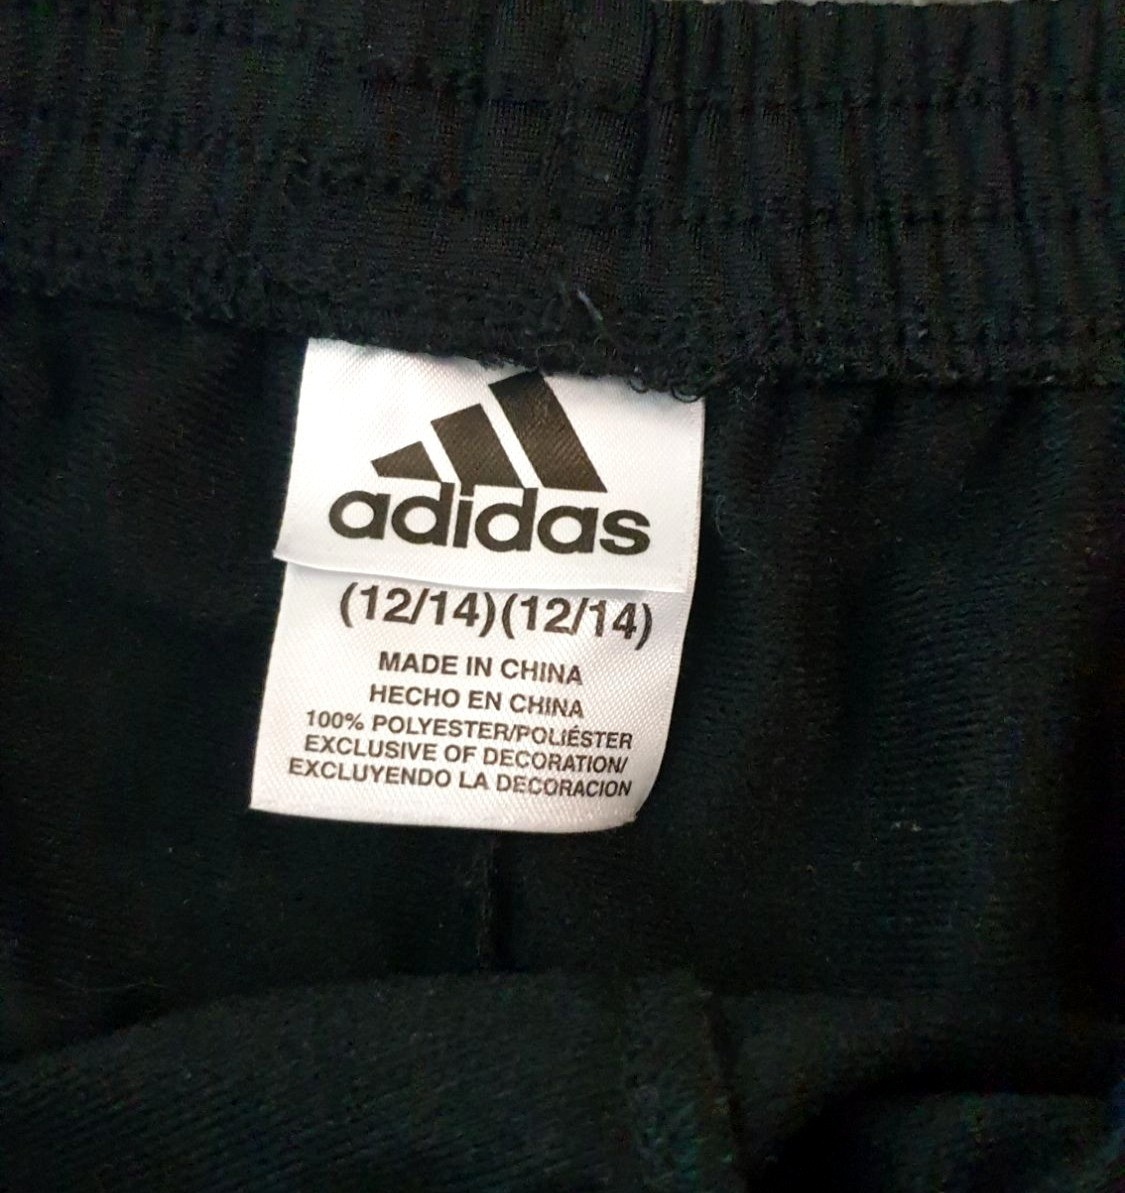 adidas
(12/14)(12/14)
MADE IN CHINA
HECHO EN CHINA
100% POLYESTER/POLIÉSTER
EXCLUSIVE OF DECORATION/
EXCLUYENDO LA DECORACION